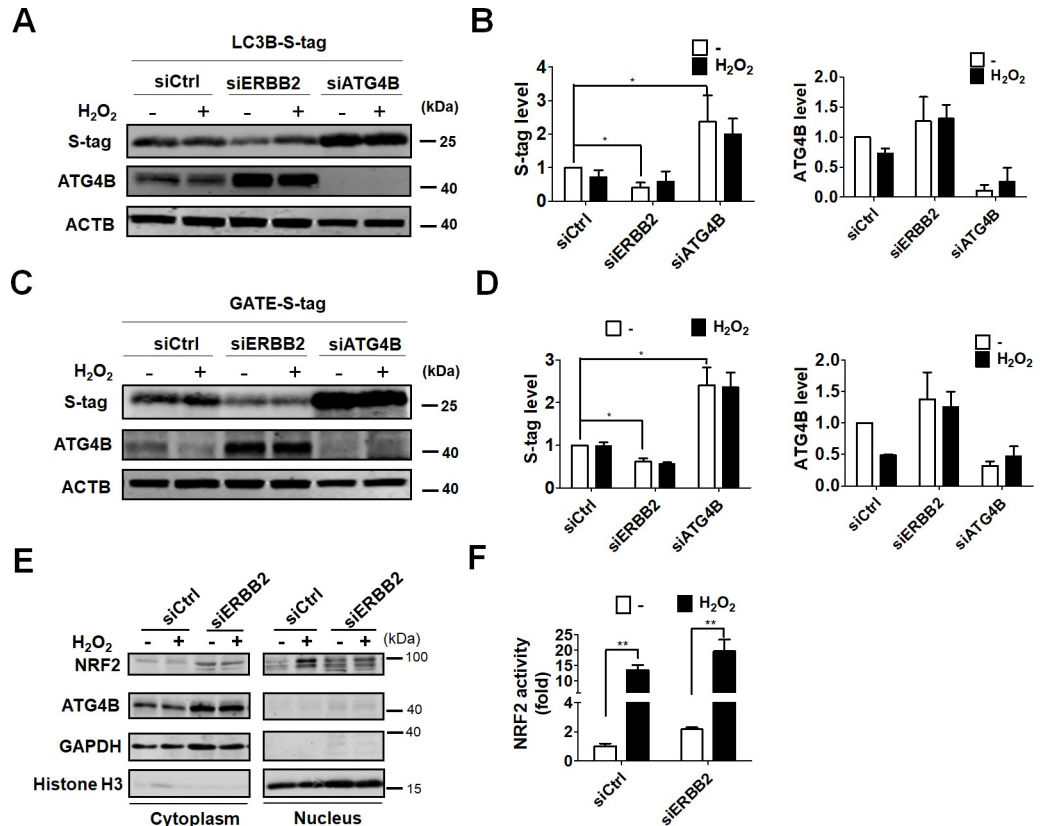 A
LC3B-S-tag
siCtrl siERBB2 siATG4B
H2O2 - + - + - + (kDa)
S-tag 25
ATG4B 40
ACTB 40
B
-
H2O2
S-tag level
5
4
3
2
1
0
*
*
siCtrl siERBB2 siATG4B
-
H2O2
ATG4B level
2.0
1.5
1.0
0.5
0.0
siCtrl siERBB2 siATG4B
C
GATE-S-tag
siCtrl siERBB2 siATG4B
H2O2 - + - + - + (kDa)
S-tag 25
ATG4B 40
ACTB 40
D
- H2O2
S-tag level
3
2
1
0
*
*
siCtrl siERBB2 siATG4B
-
H2O2
ATG4B level
2.0
1.5
1.0
0.5
0.0
siCtrl siERBB2 siATG4B
E
siCtrl siERBB2 siCtrl siERBB2
H2O2 - + - + - + - + (kDa)
NRF2 100
ATG4B 40
GAPDH 40
Histone H3 15
Cytoplasm Nucleus
F
- H2O2
NRF2 activity
(fold)
25
20
15
10
4
2
0
**
**
siCtrl siERBB2